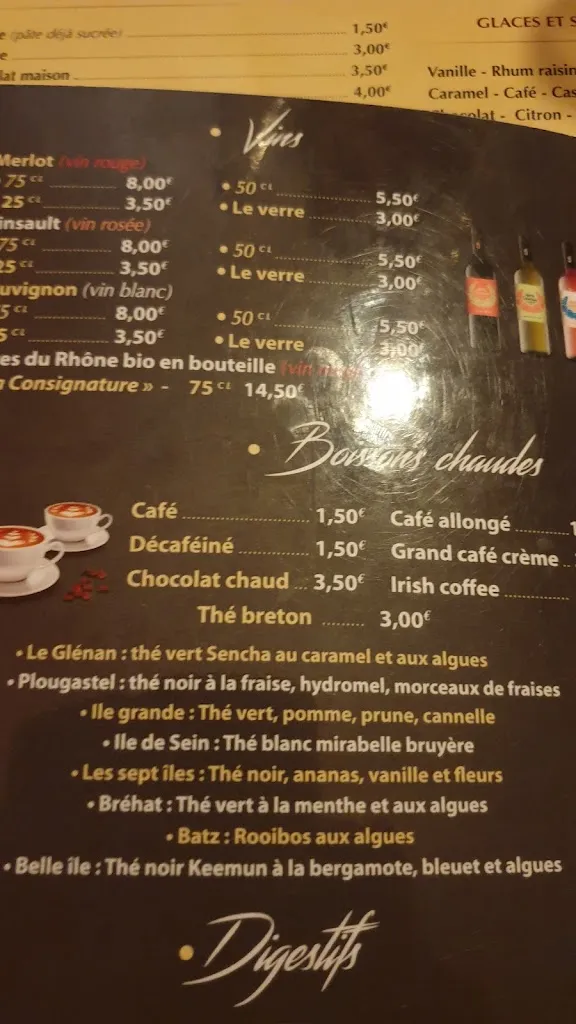 e (pâte déjà sucrée) 1,50€
e 3,00€
lat maison 3,50€
4,00€
GLACES ET S
Vanille - Rhum raisin
Caramel - Café - Cas
Chocolat - Citron -
• Vins
Merlot (vin rouge)
75 CL 8,00€ • 50 CL 5,50€
25 CL 3,50€ • Le verre 3,00€
insault (vin rosée)
75 CL 8,00€ • 50 CL 5,50€
25 CL 3,50€ • Le verre 3,00€
uvignon (vin blanc)
5 CL 8,00€ • 50 CL 5,50€
5 CL 3,50€ • Le verre 3,00
es du Rhône bio en bouteille (vin
Consignature » - 75 CL 14,50€
• Boissons chaudes
Café 1,50€ Café allongé 1
Décaféiné 1,50€ Grand café crème
Chocolat chaud 3,50€ Irish coffee
Thé breton 3,00€
• Le Glénan : thé vert Sencha au caramel et aux algues
• Plougastel : thé noir à la fraise, hydromel, morceaux de fraises
• Ile grande : Thé vert, pomme, prune, cannelle
• Ile de Sein : Thé blanc mirabelle bruyère
• Les sept îles : Thé noir, ananas, vanille et fleurs
• Bréhat : Thé vert à la menthe et aux algues
• Batz : Rooibos aux algues
• Belle île : Thé noir Keemun à la bergamote, bleuet et algues
• Digestifs